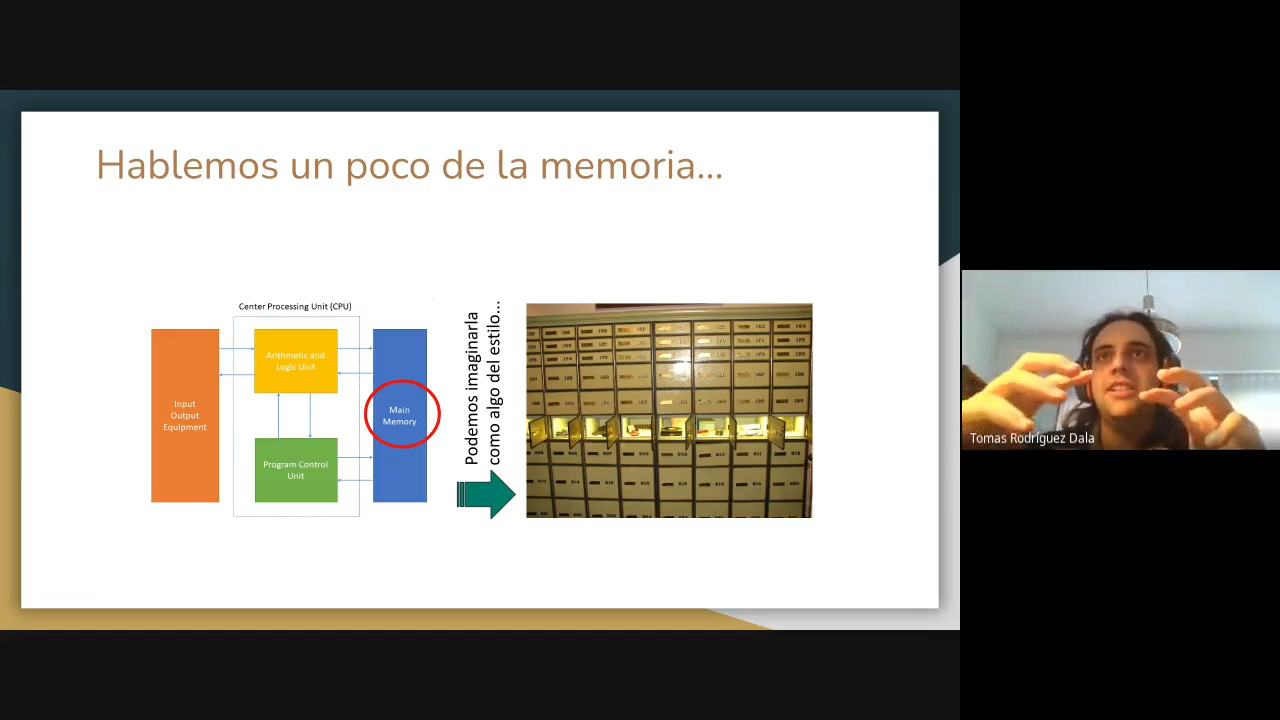 Hablemos un poco de la memoria...
Center Processing Unit (CPU)
Input
Output
Equipment
Arithmetic and
Logic Unit
Program Control
Unit
Main
Memory
Podemos imaginarla
como algo del estilo...
Tomas Rodríguez Dala